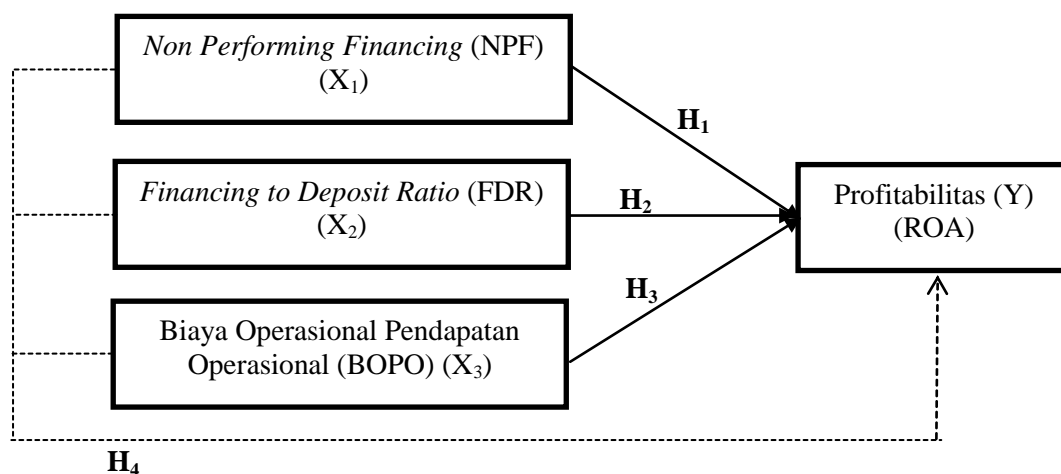 Non Performing Financing (NPF)
(X₁)
H₁
Financing to Deposit Ratio (FDR)
(X₂)
H₂
Profitabilitas (Y)
(ROA)
H₃
Biaya Operasional Pendapatan
Operasional (BOPO) (X₃)
H₄